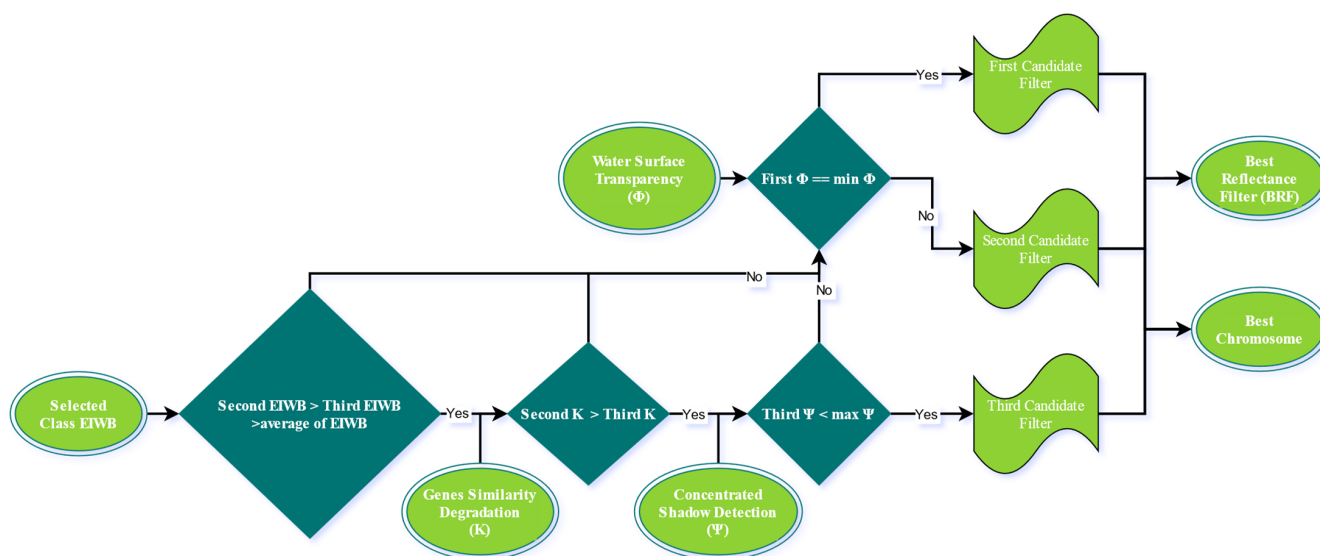 Yes
First Candidate
Filter
Water Surface
Transparency
(Φ)
First Φ == min Φ
No
Second Candidate
Filter
Best
Reflectance
Filter (BRF)
No
No
Best
Chromosome
Selected
Class EIWB
Second EIWB > Third EIWB
>average of EIWB
Yes
Second K > Third K
Yes
Third Ψ < max Ψ
Yes
Third Candidate
Filter
Genes Similarity
Degradation
(K)
Concentrated
Shadow Detection
(Ψ)